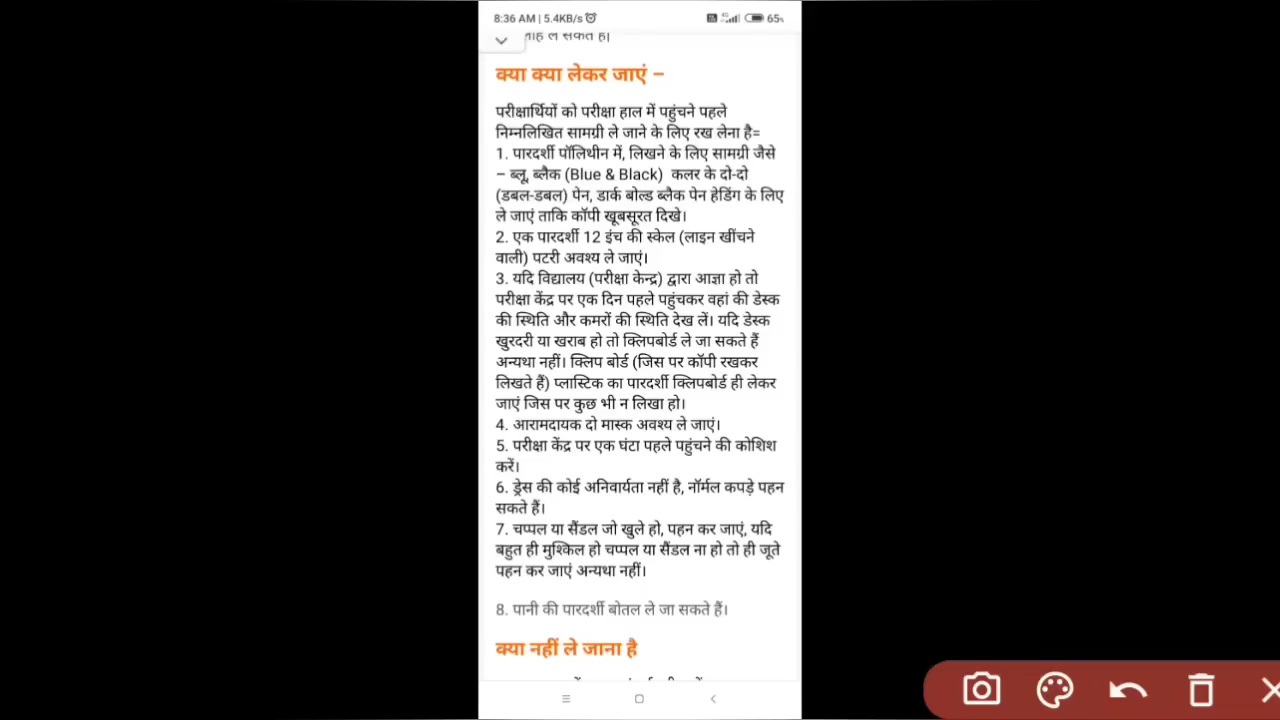 8:36 AM | 5.4KB/s
4G 65%
ले सकते है।
क्या क्या लेकर जाएं –
परीक्षार्थियों को परीक्षा हाल में पहुंचने पहले
निम्नलिखित सामग्री ले जाने के लिए रख लेना है=
1. पारदर्शी पॉलिथीन में, लिखने के लिए सामग्री जैसे
– ब्लू, ब्लैक (Blue & Black) कलर के दो-दो
(डबल-डबल) पेन, डार्क बोल्ड ब्लैक पेन हेडिंग के लिए
ले जाएं ताकि कॉपी खूबसूरत दिखे।
2. एक पारदर्शी 12 इंच की स्केल (लाइन खींचने
वाली) पटरी अवश्य ले जाएं।
3. यदि विद्यालय (परीक्षा केन्द्र) द्वारा आज्ञा हो तो
परीक्षा केंद्र पर एक दिन पहले पहुंचकर वहां की डेस्क
की स्थिति और कमरों की स्थिति देख लें। यदि डेस्क
खुरदरी या खराब हो तो क्लिपबोर्ड ले जा सकते हैं
अन्यथा नहीं। क्लिप बोर्ड (जिस पर कॉपी रखकर
लिखते हैं) प्लास्टिक का पारदर्शी क्लिपबोर्ड ही लेकर
जाएं जिस पर कुछ भी न लिखा हो।
4. आरामदायक दो मास्क अवश्य ले जाएं।
5. परीक्षा केंद्र पर एक घंटा पहले पहुंचने की कोशिश
करें।
6. ड्रेस की कोई अनिवार्यता नहीं है, नॉर्मल कपड़े पहन
सकते हैं।
7. चप्पल या सैंडल जो खुले हो, पहन कर जाएं, यदि
बहुत ही मुश्किल हो चप्पल या सैंडल ना हो तो ही जूते
पहन कर जाएं अन्यथा नहीं।
8. पानी की पारदर्शी बोतल ले जा सकते हैं।
क्या नहीं ले जाना है